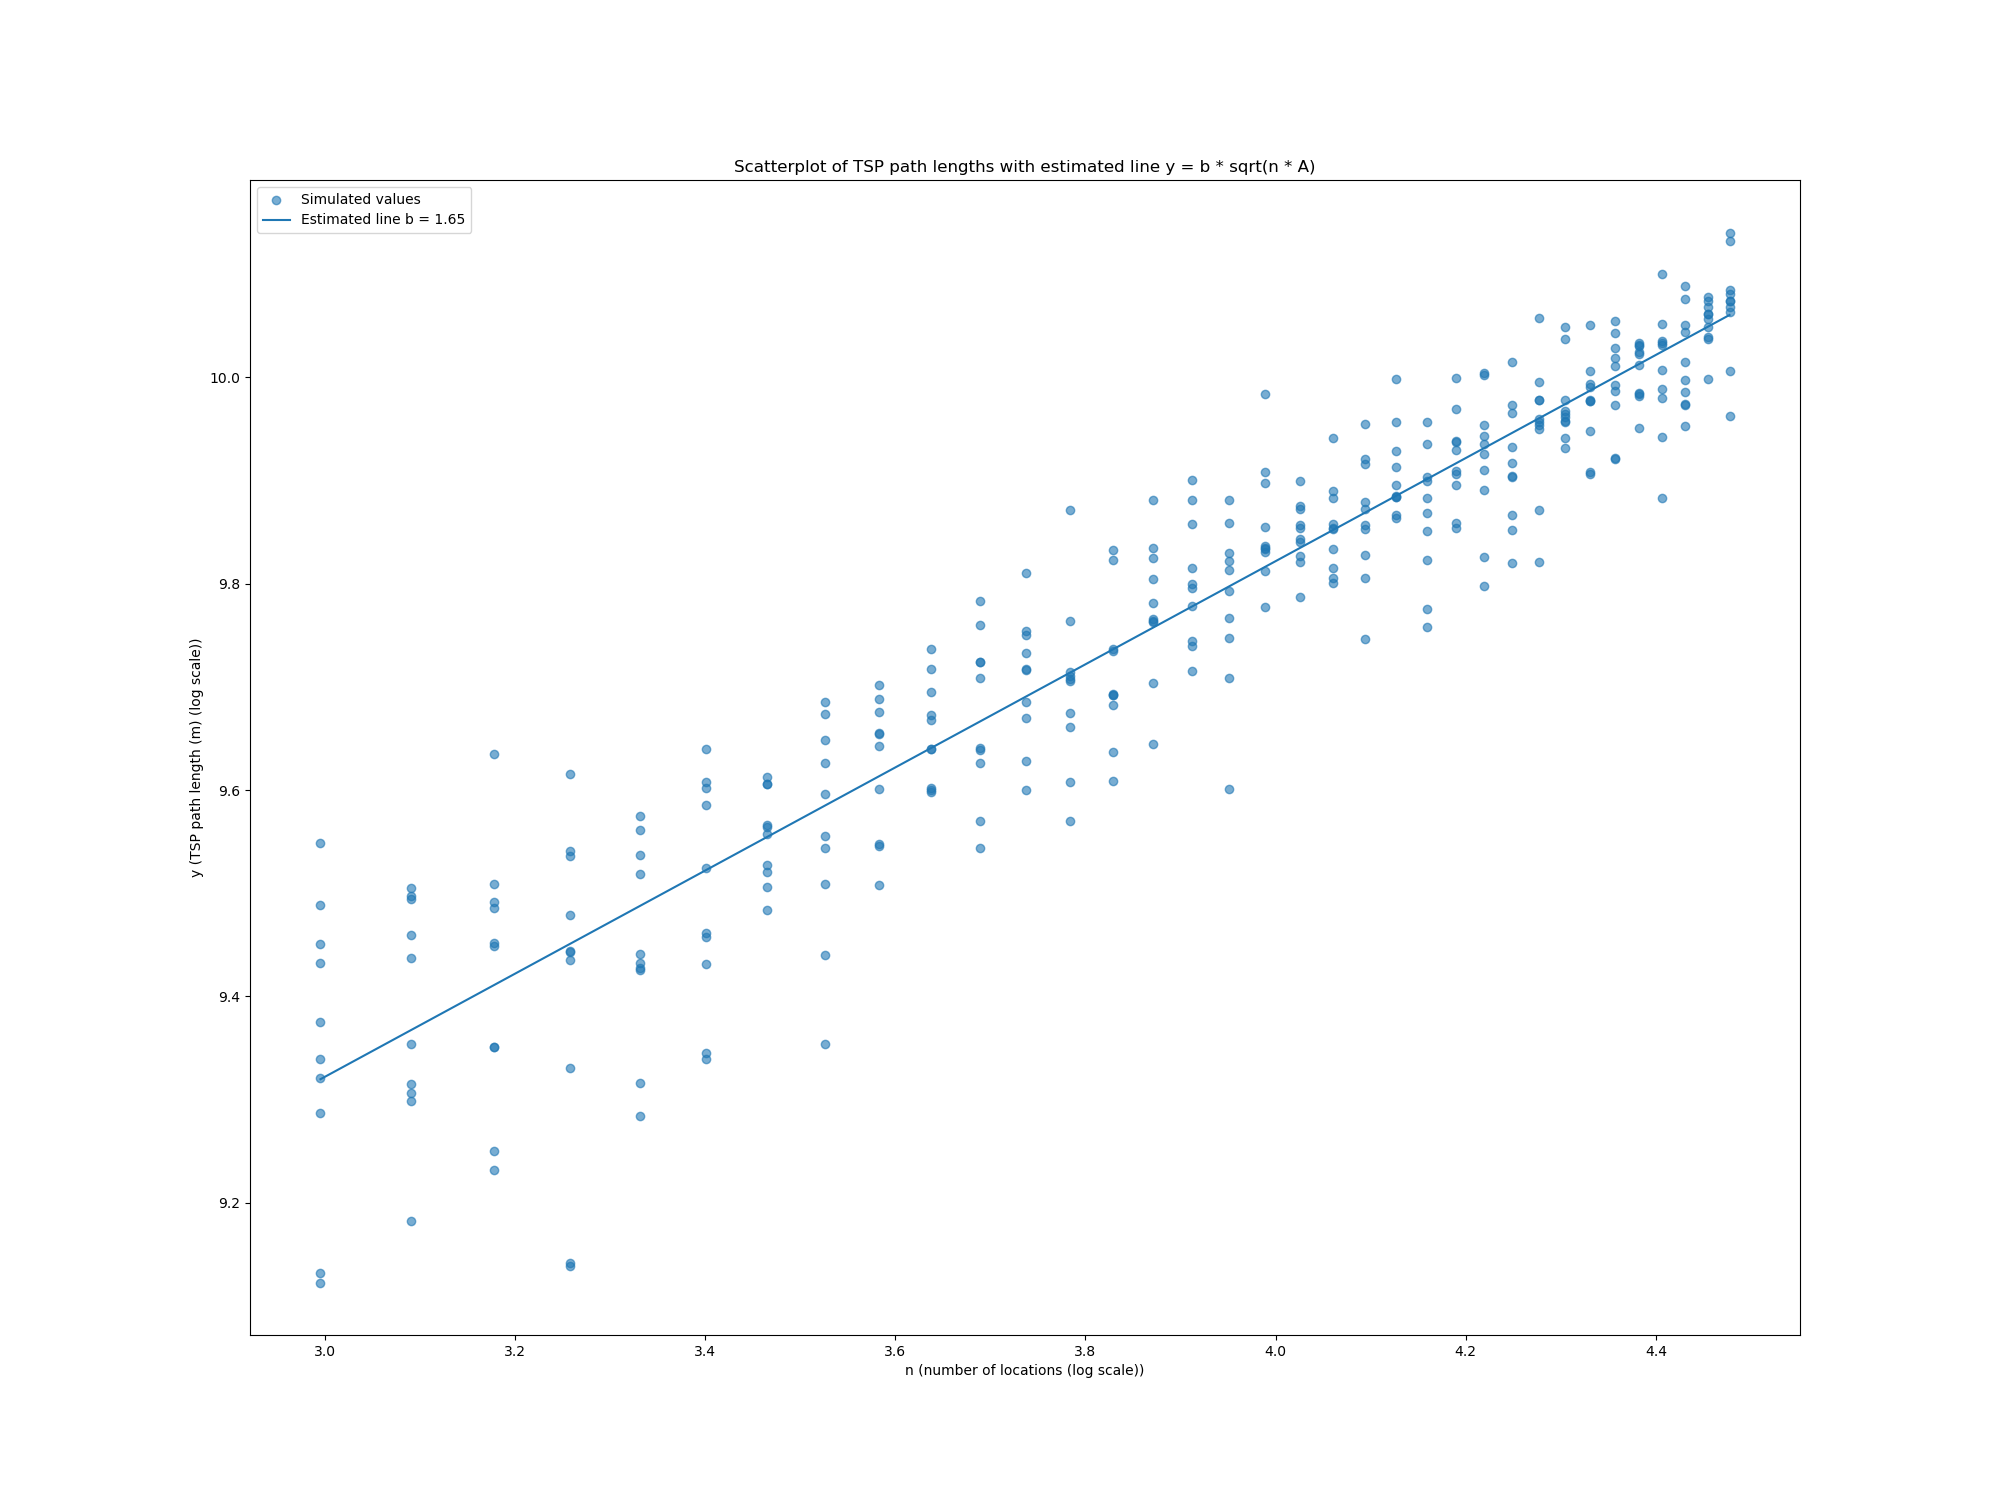 Scatterplot of TSP path lengths with estimated line y = b * sqrt(n * A)
Simulated values
Estimated line b = 1.65
10.0
9.8
9.6
9.4
9.2
y (TSP path length (m) (log scale))
3.0 3.2 3.4 3.6 3.8 4.0 4.2 4.4
n (number of locations (log scale))